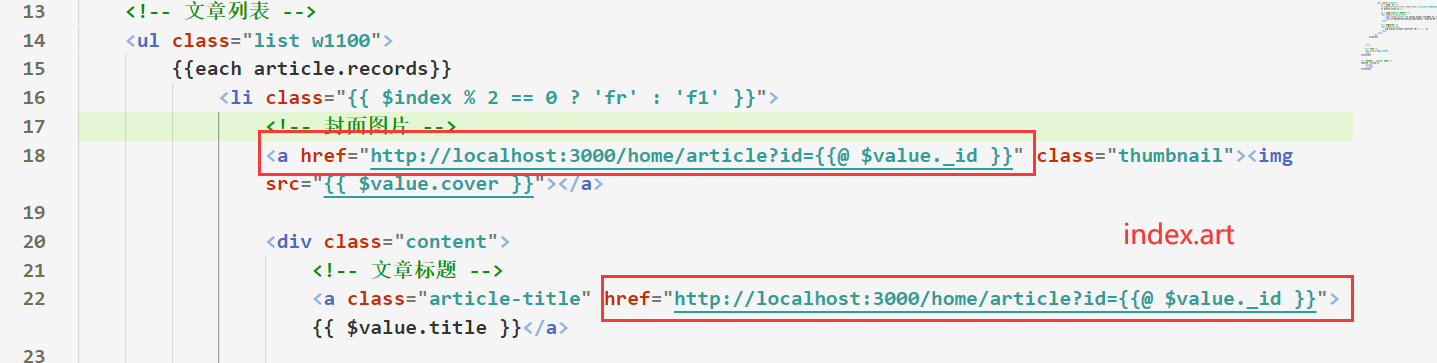 13 <!-- 文章列表 -->
14 <ul class="list w1100">
15 {{each article.records}}
16 <li class="{{ $index % 2 == 0 ? 'fr' : 'f1' }}">
17 <!-- 封面图片 -->
18 <a href="http://localhost:3000/home/article?id={{@ $value._id }}" class="thumbnail"><img
src="{{ $value.cover }}"></a>
19
20 <div class="content">
index.art
21 <!-- 文章标题 -->
22 <a class="article-title" href="http://localhost:3000/home/article?id={{@ $value._id }}">
{{ $value.title }}</a>
23